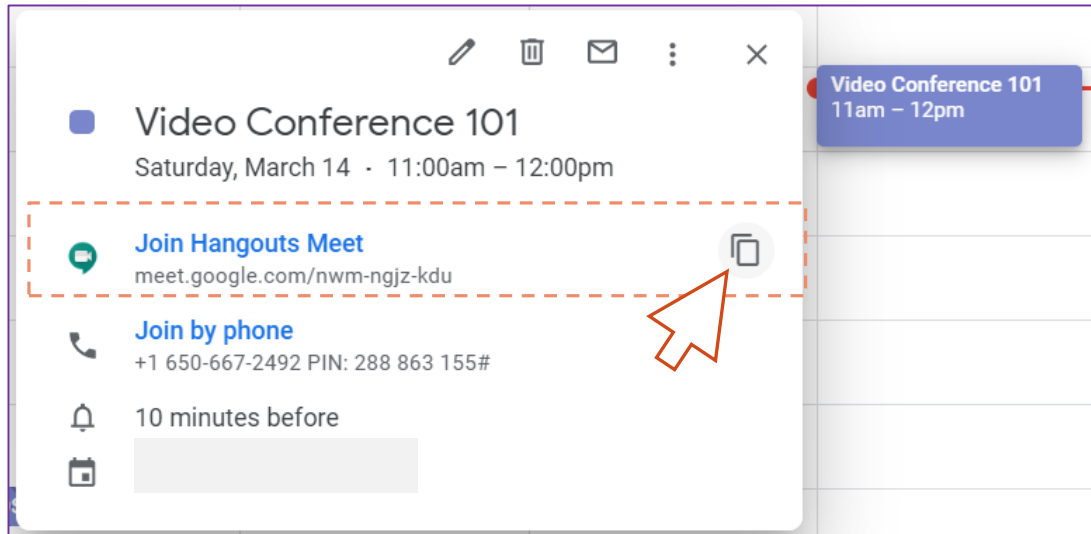 Video Conference 101
Saturday, March 14 · 11:00am – 12:00pm
Join Hangouts Meet
meet.google.com/nwm-ngjz-kdu
Join by phone
+1 650-667-2492 PIN: 288 863 155#
10 minutes before
Video Conference 101
11am – 12pm